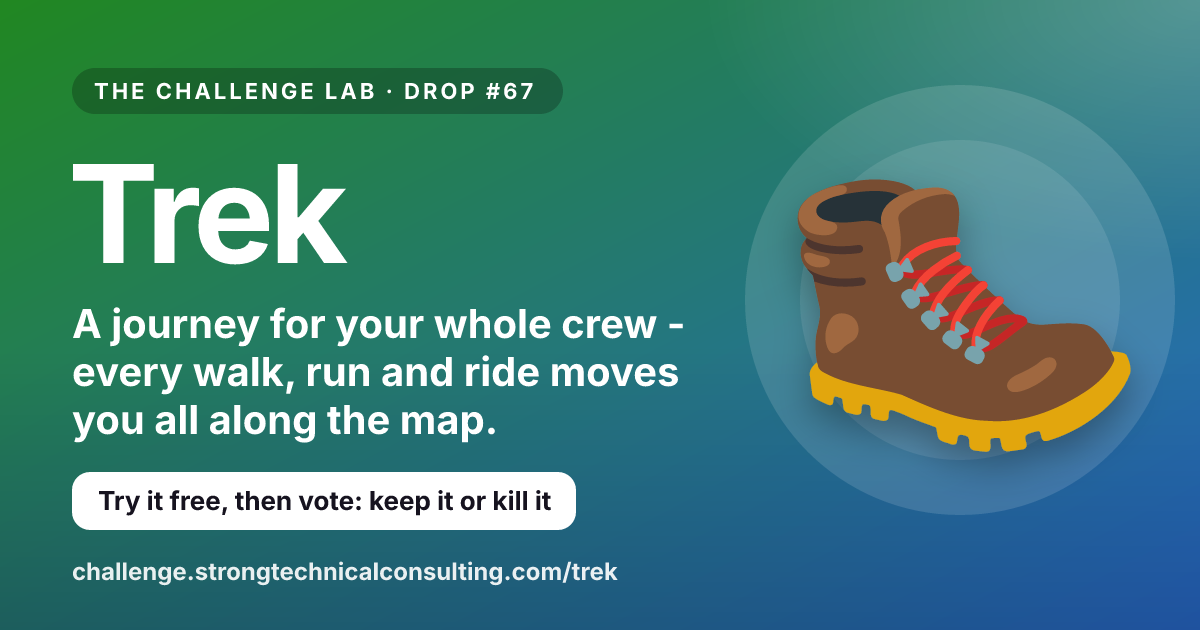 THE CHALLENGE LAB · DROP #67
Trek
A journey for your whole crew -
every walk, run and ride moves
you all along the map.
Try it free, then vote: keep it or kill it
challenge.strongtechnicalconsulting.com/trek